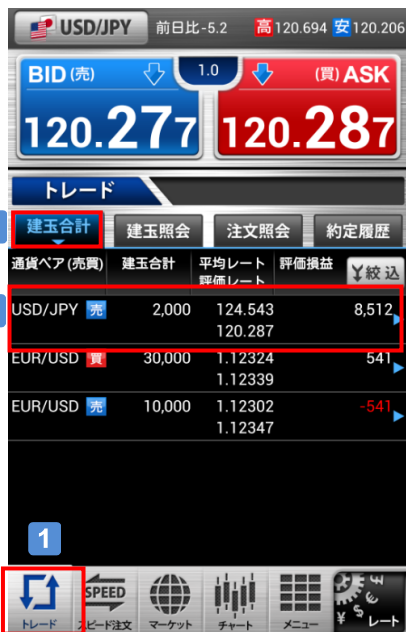 USD/JPY 前日比-5.2 高 120.694 安 120.206
BID (売) 1.0 (買) ASK
120.277 120.287
トレード
建玉合計 建玉照会 注文照会 約定履歴
通貨ペア(売買) 建玉合計 平均レート 評価損益 絞込
評価レート
USD/JPY 売 2,000 124.543 8,512
120.287
EUR/USD 買 30,000 1.12324 541
1.12339
EUR/USD 売 10,000 1.12302 -541
1.12347
1
SPEED
トレード スピード注文 マーケット チャート メニュー レート